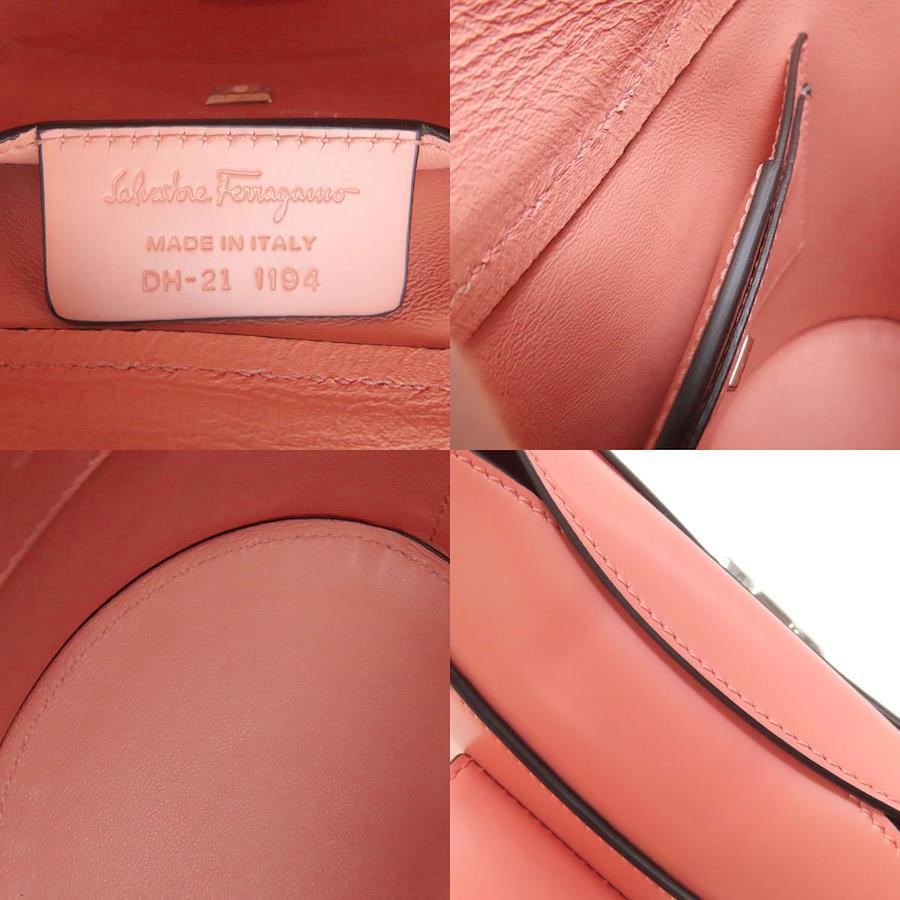 Salvatore Ferragamo
MADE IN ITALY
DH-21 1194